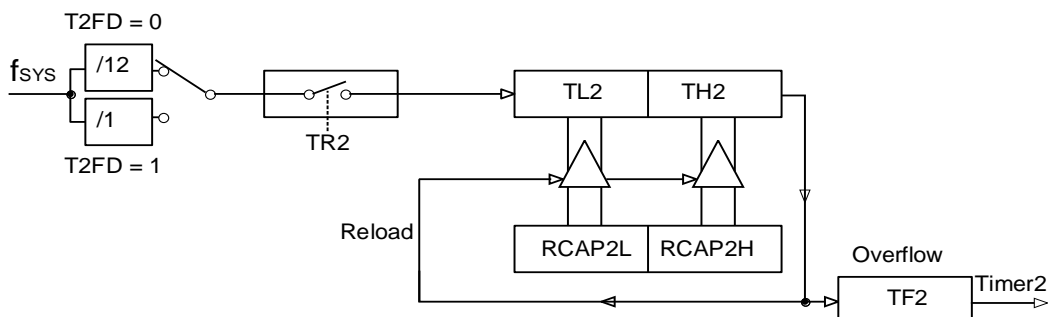 T2FD = 0
fSYS
/12
/1
T2FD = 1
TR2
TL2
TH2
Reload
RCAP2L
RCAP2H
Overflow
TF2
Timer2